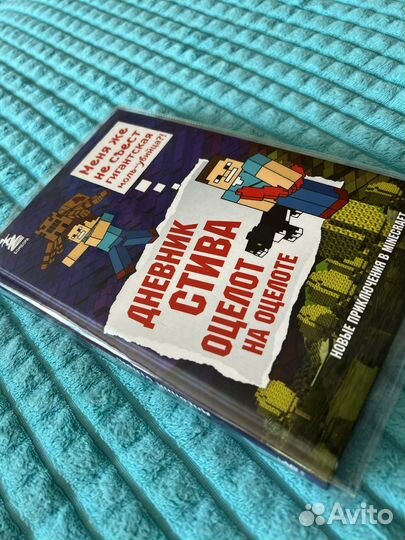 Меня же
не съест
гигантская
моль-убийца?!
ДНЕВНИК
СТИВА
ОЦЕЛОТ
НА ОЦЕЛОТЕ
НОВЫЕ ПРИКЛЮЧЕНИЯ В MINECRAFT
Avito